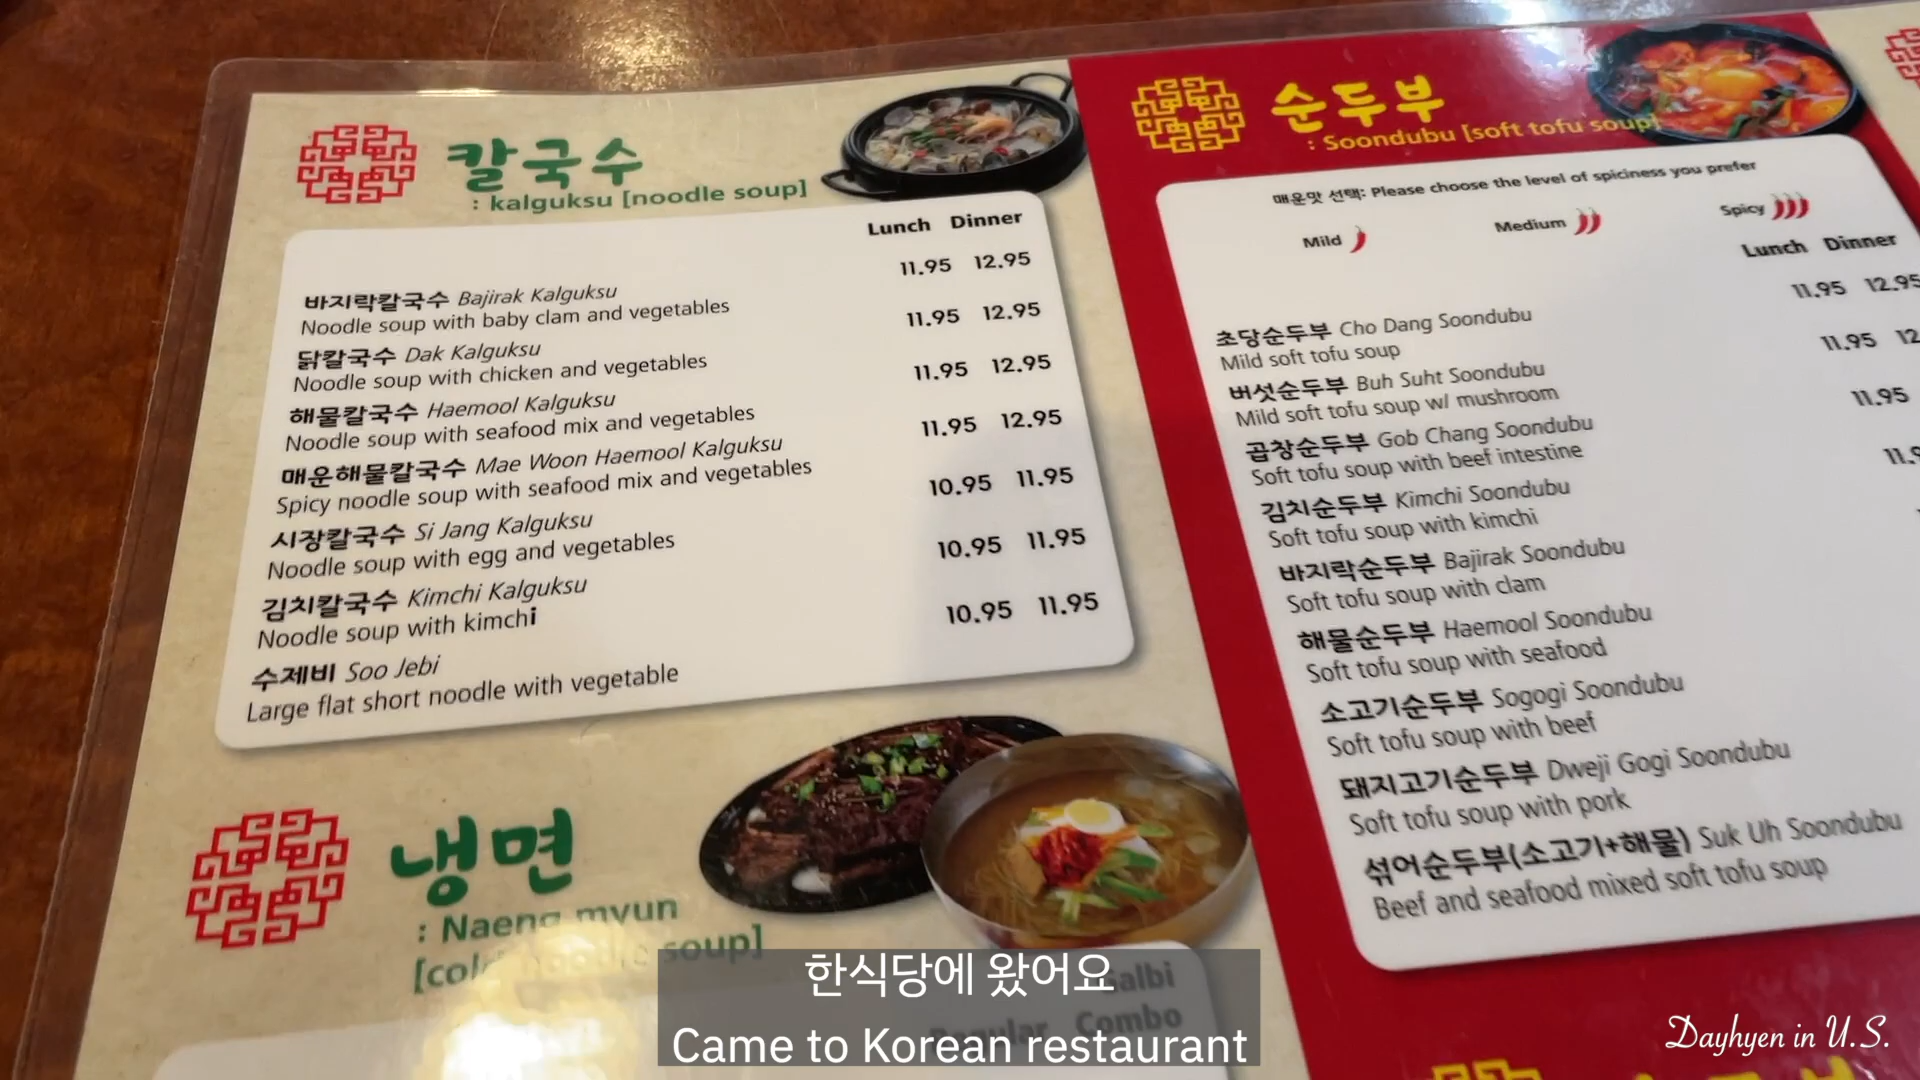 칼국수
: kalguksu [noodle soup]
Lunch Dinner
11.95 12.95
바지락칼국수 Bajirak Kalguksu
Noodle soup with baby clam and vegetables
11.95 12.95
닭칼국수 Dak Kalguksu
Noodle soup with chicken and vegetables
11.95 12.95
해물칼국수 Haemool Kalguksu
Noodle soup with seafood mix and vegetables
11.95 12.95
매운해물칼국수 Mae Woon Haemool Kalguksu
Spicy noodle soup with seafood mix and vegetables
10.95 11.95
시장칼국수 Si Jang Kalguksu
Noodle soup with egg and vegetables
10.95 11.95
김치칼국수 Kimchi Kalguksu
Noodle soup with kimchi
10.95 11.95
수제비 Soo Jebi
Large flat short noodle with vegetable
냉면
: Naeng myun
[cold noodle soup]
Galbi
Regular Combo
순두부
: Soondubu [soft tofu soup]
매운맛 선택: Please choose the level of spiciness you prefer
Mild Medium Spicy
Lunch Dinner
11.95 12.95
초당순두부 Cho Dang Soondubu
Mild soft tofu soup
11.95
버섯순두부 Buh Suht Soondubu
Mild soft tofu soup w/ mushroom
11.95
곱창순두부 Gob Chang Soondubu
Soft tofu soup with beef intestine
김치순두부 Kimchi Soondubu
Soft tofu soup with kimchi
바지락순두부 Bajirak Soondubu
Soft tofu soup with clam
해물순두부 Haemool Soondubu
Soft tofu soup with seafood
소고기순두부 Sogogi Soondubu
Soft tofu soup with beef
돼지고기순두부 Dweji Gogi Soondubu
Soft tofu soup with pork
섞어순두부(소고기+해물) Suk Uh Soondubu
Beef and seafood mixed soft tofu soup
한식당에 왔어요
Came to Korean restaurant
Dayhyen in U.S.